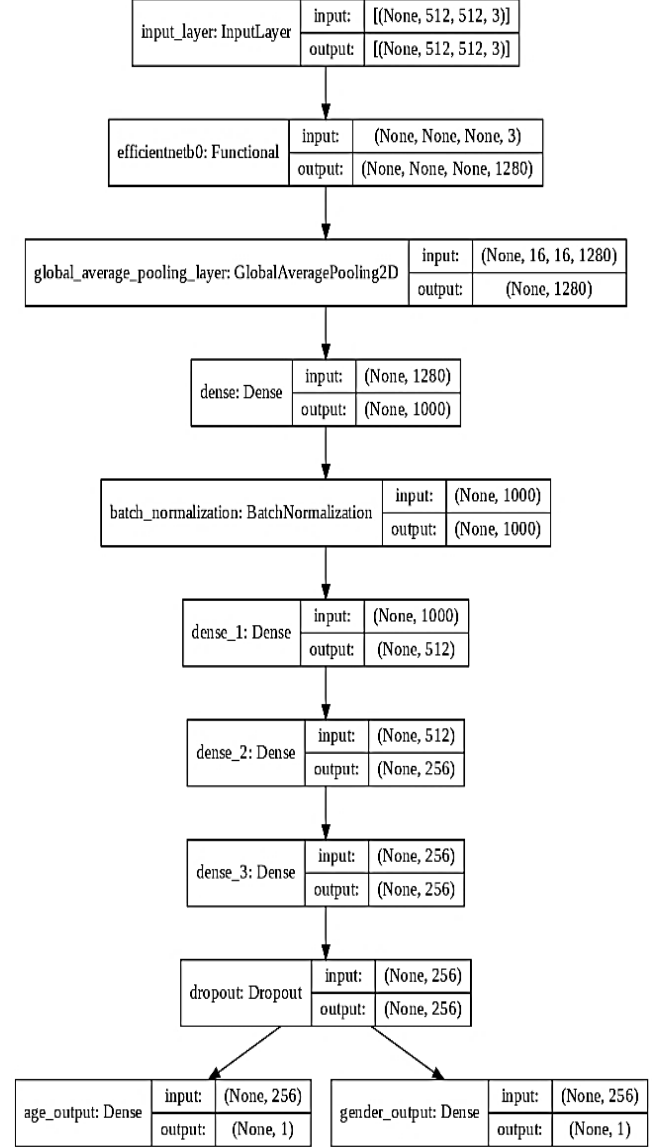 input_layer: InputLayer
input: [(None, 512, 512, 3)]
output: [(None, 512, 512, 3)]
efficientnetb0: Functional
input: (None, None, None, 3)
output: (None, None, None, 1280)
global_average_pooling_layer: GlobalAveragePooling2D
input: (None, 16, 16, 1280)
output: (None, 1280)
dense: Dense
input: (None, 1280)
output: (None, 1000)
batch_normalization: BatchNormalization
input: (None, 1000)
output: (None, 1000)
dense_1: Dense
input: (None, 1000)
output: (None, 512)
dense_2: Dense
input: (None, 512)
output: (None, 256)
dense_3: Dense
input: (None, 256)
output: (None, 256)
dropout: Dropout
input: (None, 256)
output: (None, 256)
age_output: Dense
input: (None, 256)
output: (None, 1)
gender_output: Dense
input: (None, 256)
output: (None, 1)